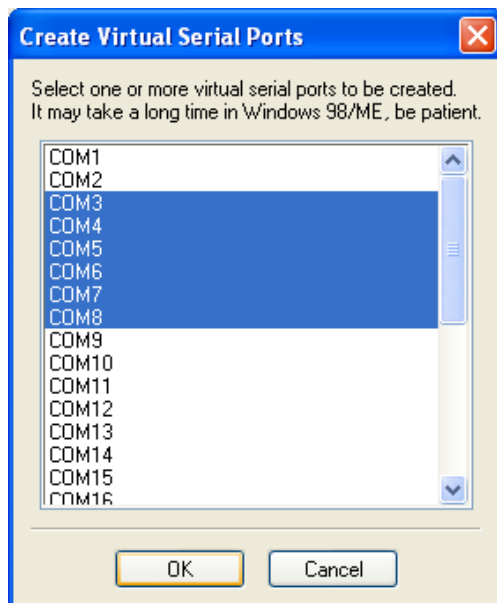 Create Virtual Serial Ports
Select one or more virtual serial ports to be created.
It may take a long time in Windows 98/ME, be patient.
COM1
COM2
COM3
COM4
COM5
COM6
COM7
COM8
COM9
COM10
COM11
COM12
COM13
COM14
COM15
COM16
OK
Cancel